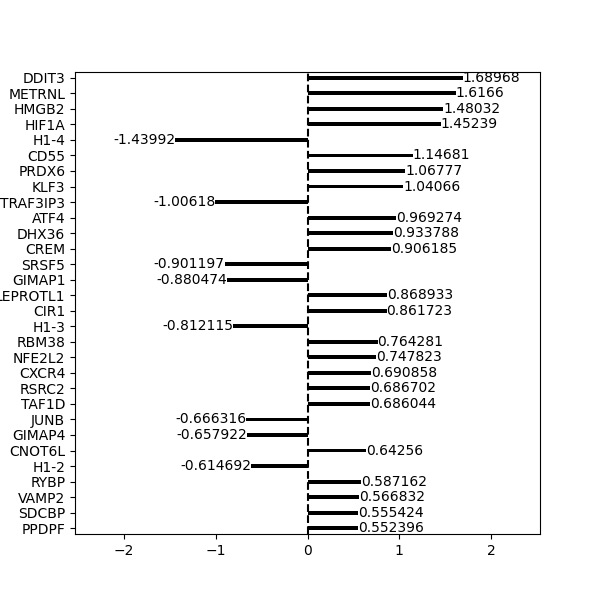 DDIT3 1.68968
METRNL 1.6166
HMGB2 1.48032
HIF1A 1.45239
H1-4 -1.43992
CD55 1.14681
PRDX6 1.06777
KLF3 1.04066
TRAF3IP3 -1.00618
ATF4 0.969274
DHX36 0.933788
CREM 0.906185
SRSF5 -0.901197
GIMAP1 -0.880474
EPROTL1 0.868933
CIR1 0.861723
H1-3 -0.812115
RBM38 0.764281
NFE2L2 0.747823
CXCR4 0.690858
RSRC2 0.686702
TAF1D 0.686044
JUNB -0.666316
GIMAP4 -0.657922
CNOT6L 0.64256
H1-2 -0.614692
RYBP 0.587162
VAMP2 0.566832
SDCBP 0.555424
PPDPF 0.552396
−2 −1 0 1 2